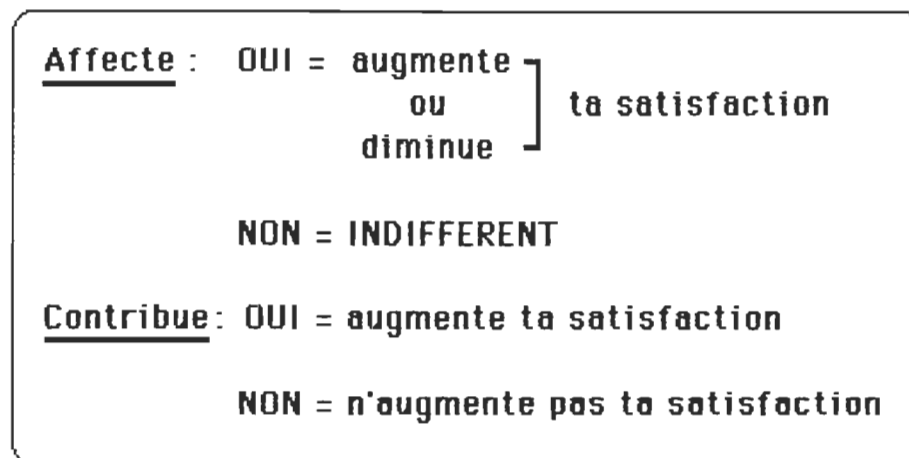 Affecte : OUI = augmente
ou ta satisfaction
diminue
NON = INDIFFERENT
Contribue : OUI = augmente ta satisfaction
NON = n'augmente pas ta satisfaction